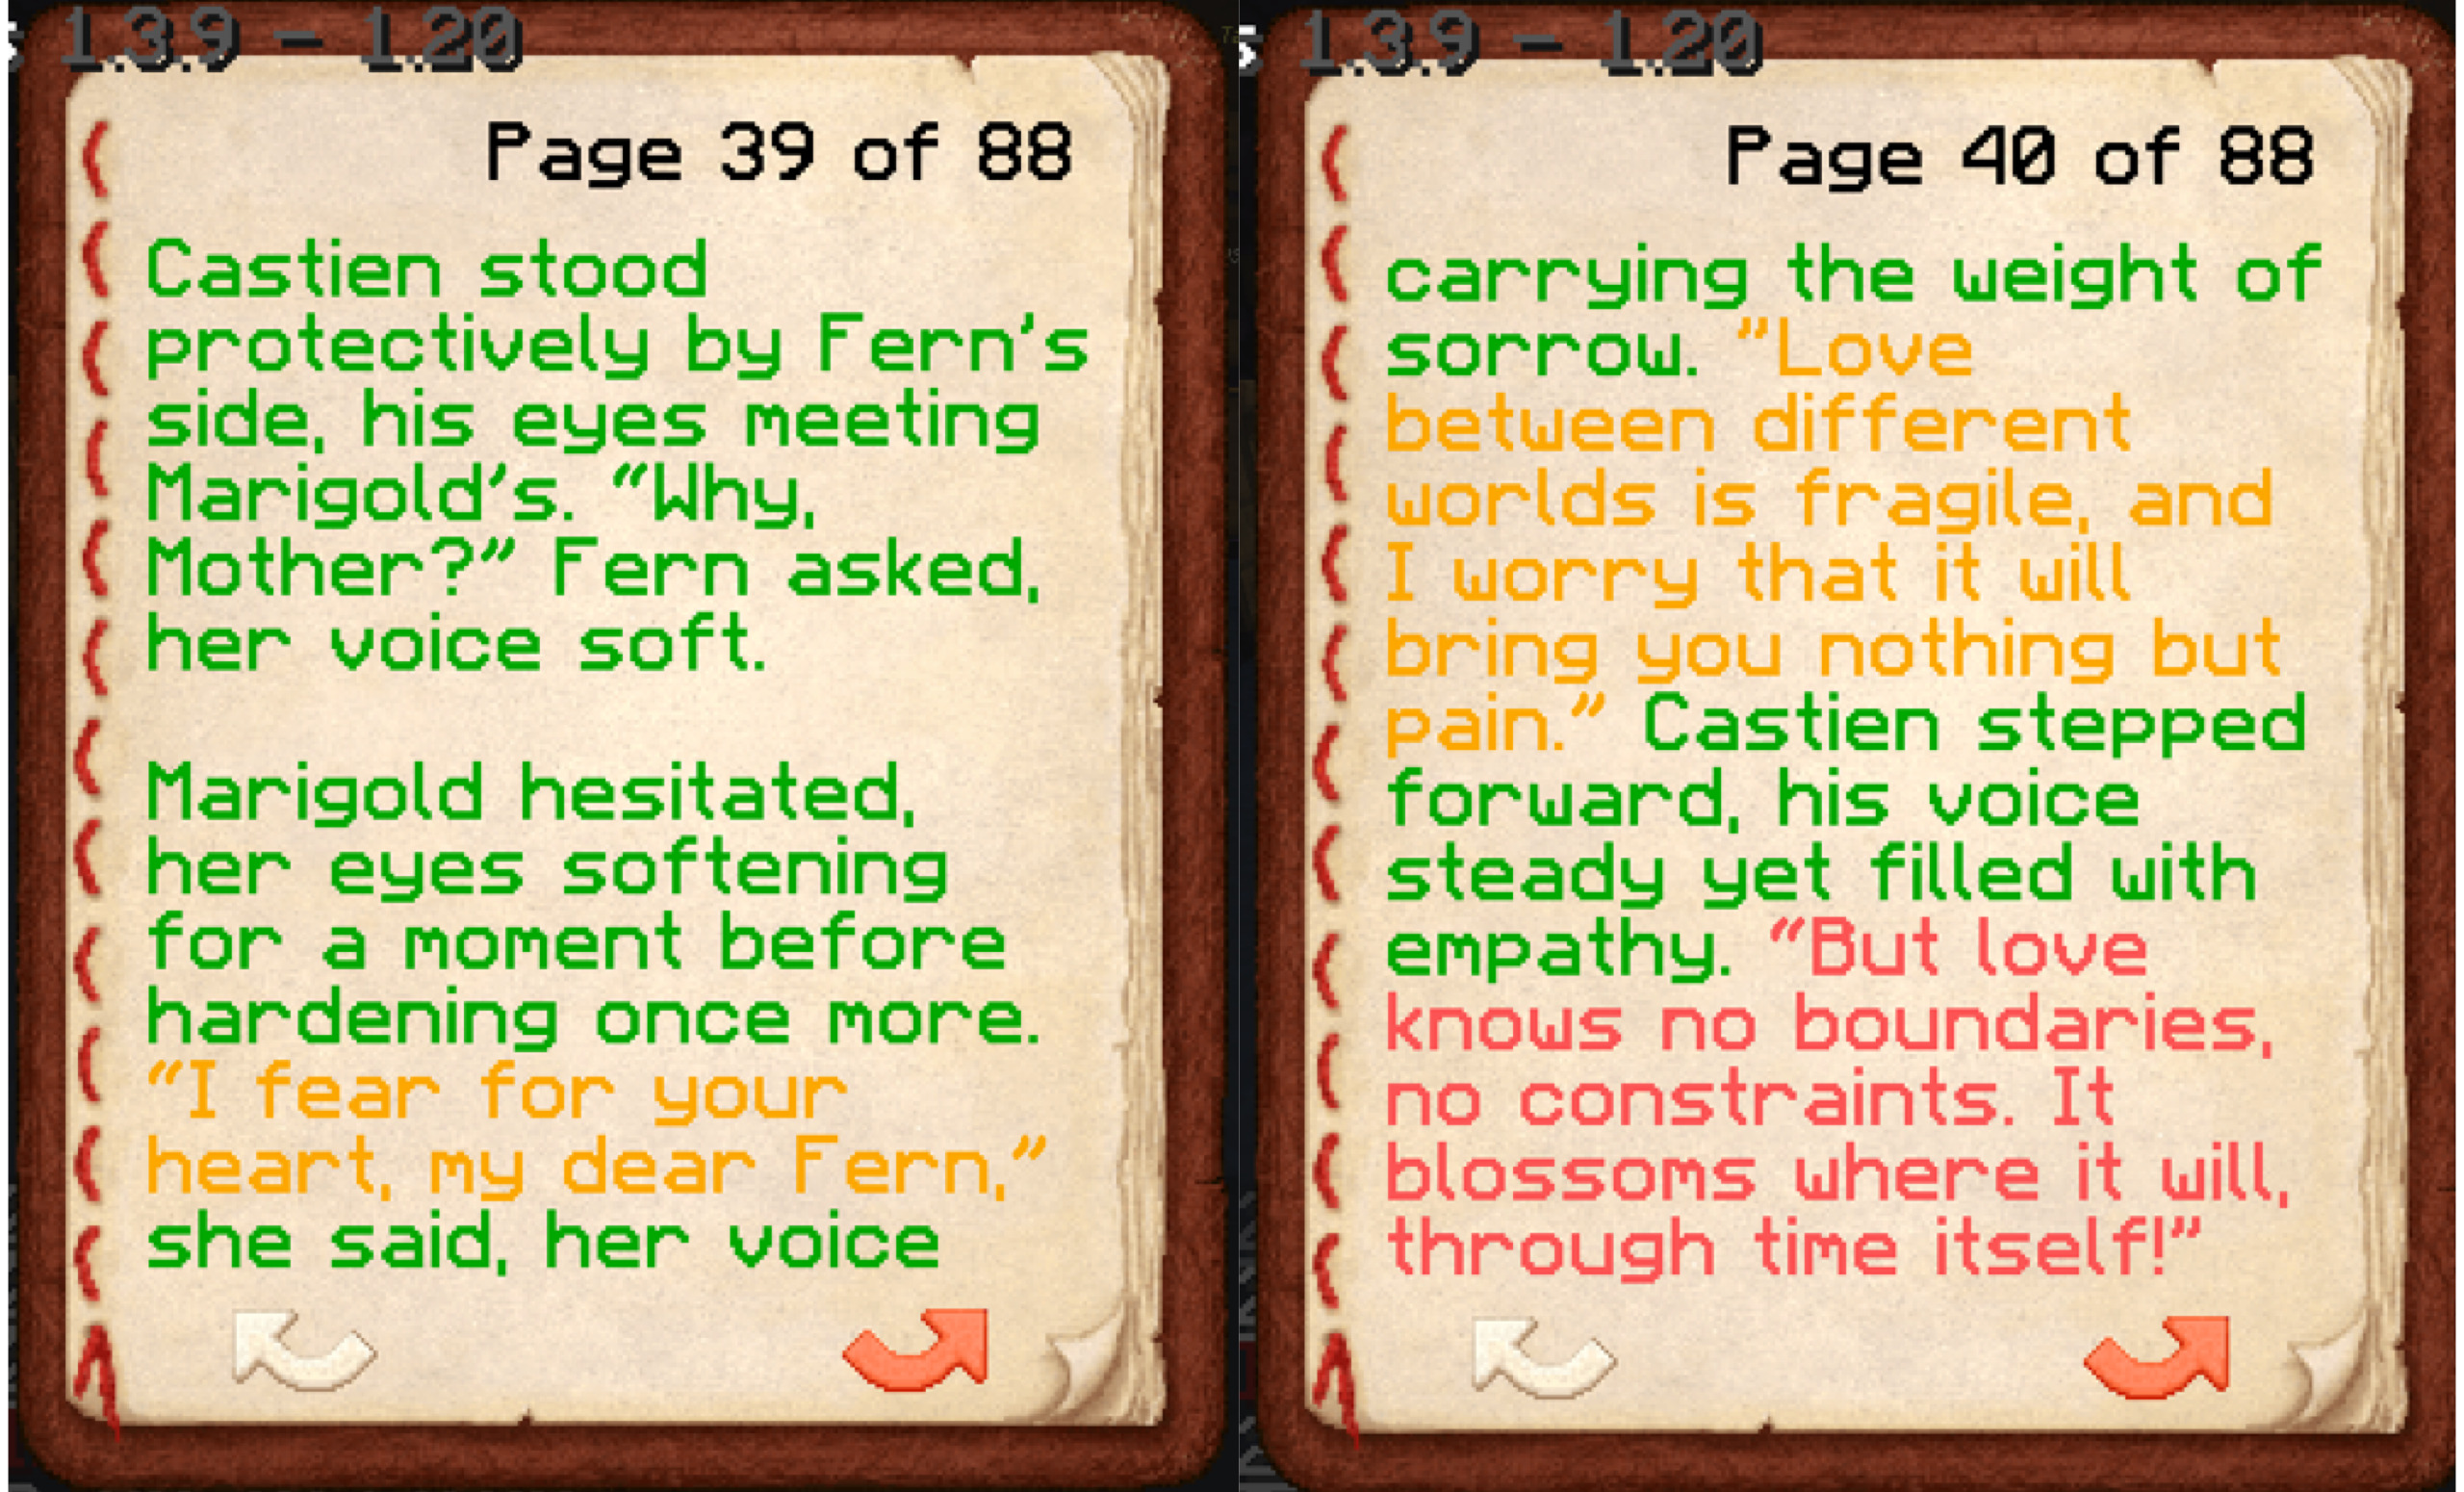 1.3.9 - 1.20
Page 39 of 88
Castien stood
protectively by Fern's
side, his eyes meeting
Marigold's. “Why,
Mother?” Fern asked,
her voice soft.
Marigold hesitated,
her eyes softening
for a moment before
hardening once more.
“I fear for your
heart, my dear Fern,”
she said, her voice
1.3.9 - 1.20
Page 40 of 88
carrying the weight of
sorrow. ”Love
between different
worlds is fragile, and
I worry that it will
bring you nothing but
pain.” Castien stepped
forward, his voice
steady yet filled with
empathy. “But love
knows no boundaries,
no constraints. It
blossoms where it will,
through time itself!”